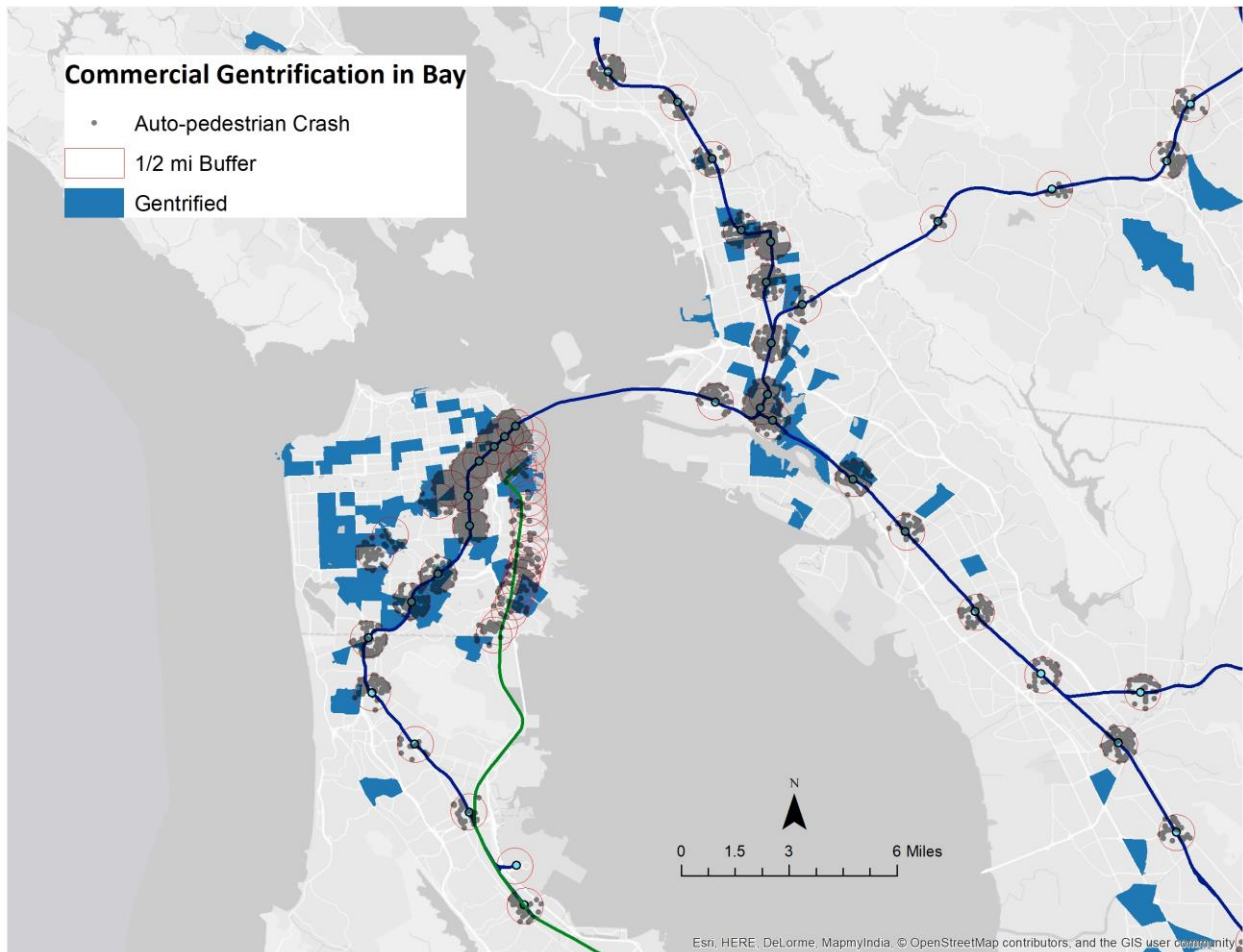 Commercial Gentrification in Bay
Auto-pedestrian Crash
1/2 mi Buffer
Gentrified
N
0 1.5 3 6 Miles
Esri, HERE, DeLorme, MapmyIndia, © OpenStreetMap contributors, and the GIS user community